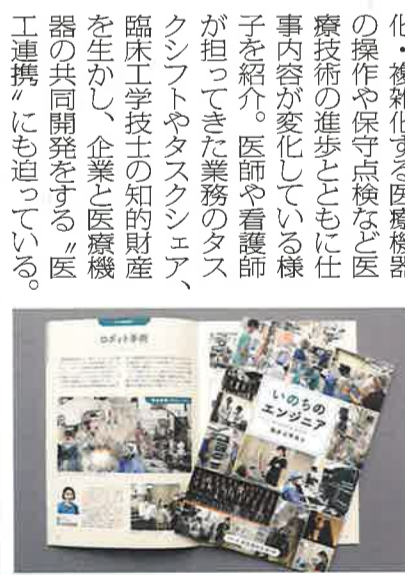 化・複雑化する医療機器
の操作や保守点検など医
療技術の進歩とともに仕
事内容が変化している様
子を紹介。医師や看護師
が担ってきた業務のタス
クシフトやタスクシェア、
臨床工学技士の知的財産
を生かし、企業と医療機
器の共同開発をする〝医
工連携〟にも迫っている。
ロボット手術
いのちの
エンジニア
臨床工学技士